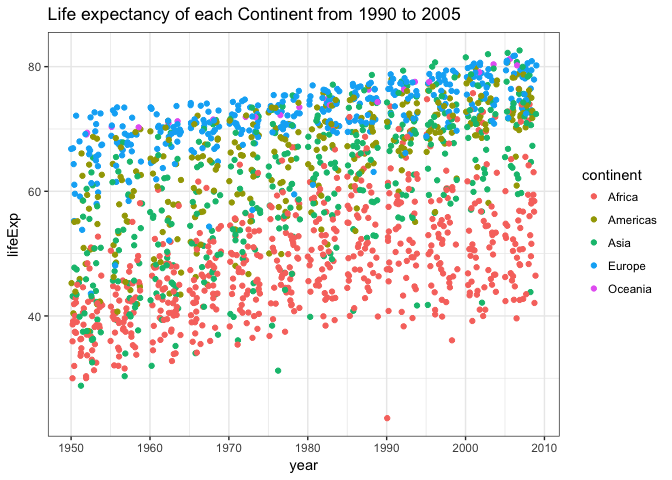 Life expectancy of each Continent from 1990 to 2005
80
60
40
lifeExp
1950 1960 1970 1980 1990 2000 2010
year
continent
Africa
Americas
Asia
Europe
Oceania